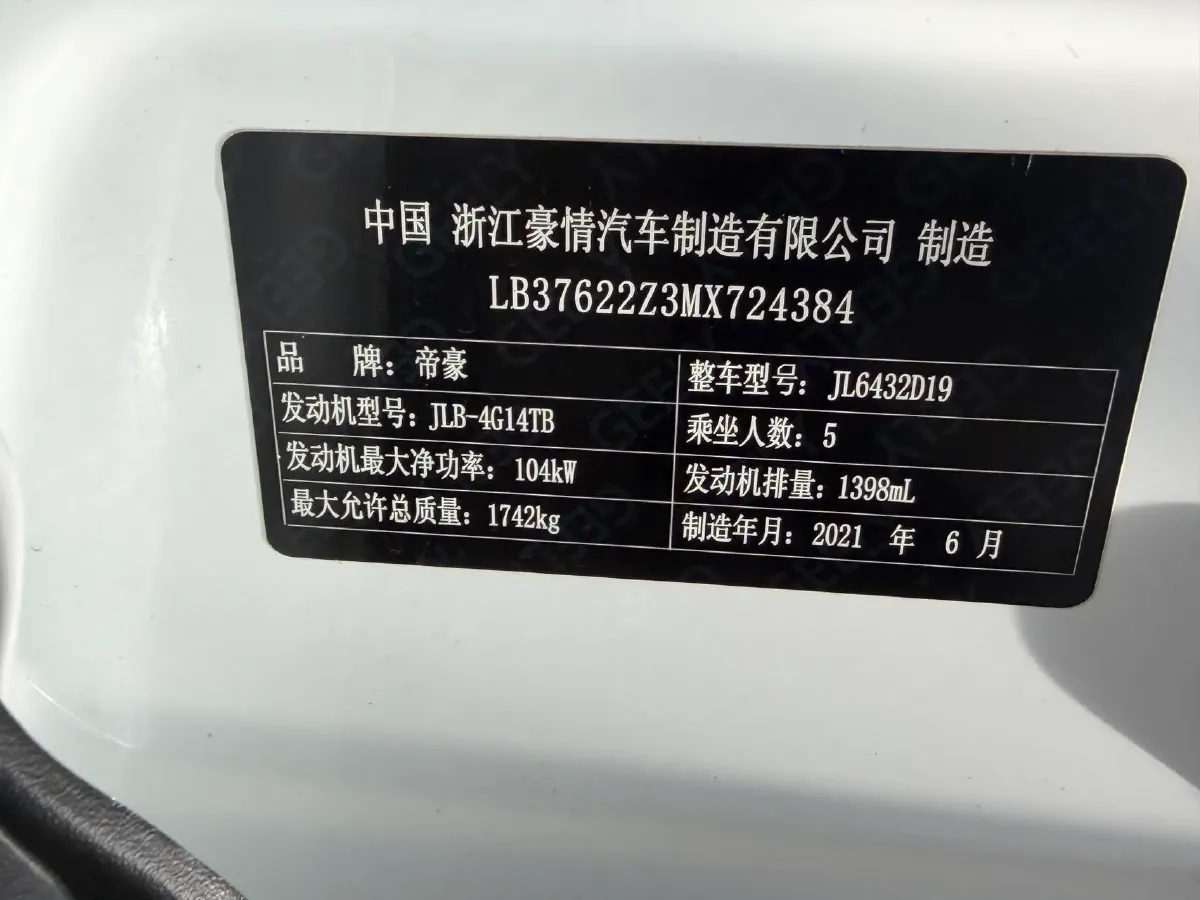 中国 浙江豪情汽车制造有限公司 制造
LB37622Z3MX724384
品 牌：帝豪 整车型号：JL6432D19
发动机型号：JLB-4G14TB 乘坐人数：5
发动机最大净功率：104kW 发动机排量：1398mL
最大允许总质量：1742kg 制造年月：2021 年 6 月